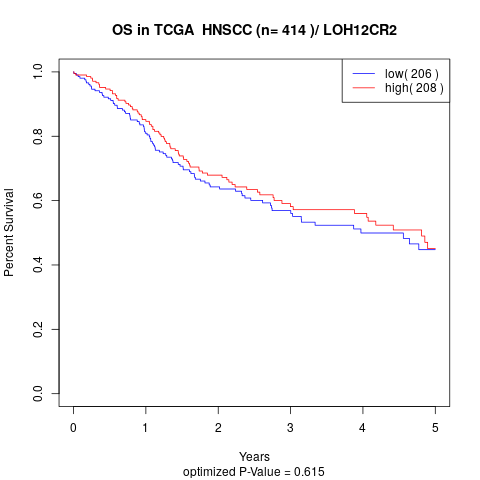 OS in TCGA  HNSCC (n= 414 )/ LOH12CR2
low( 206 )
high( 208 )
Percent Survival
1.0
0.8
0.6
0.4
0.2
0.0
0 1 2 3 4 5
Years
optimized P-Value = 0.615